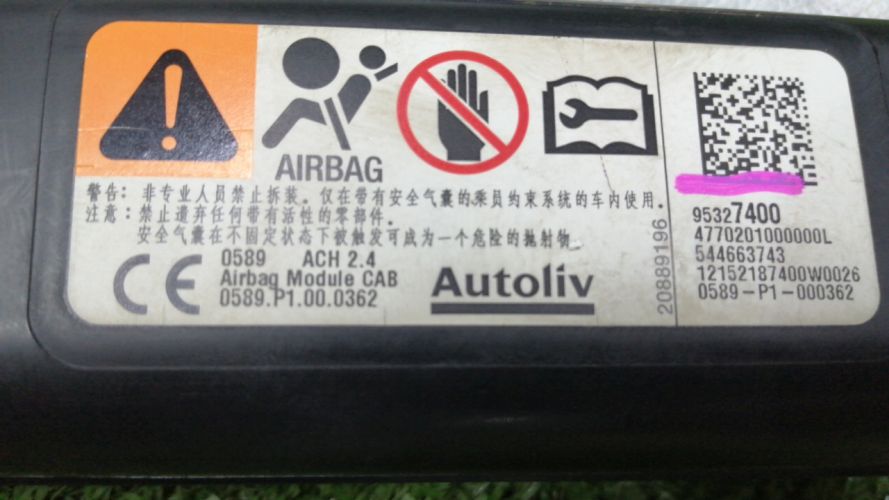 AIRBAG
警告: 非专业人员禁止拆装。仅在带有安全气囊的乘员约束系统的车内使用。
注意: 禁止遗弃任何带有活性的零部件。
安全气囊在不固定状态下被触发可成为一个危险的抛射物。
CE
0589 ACH 2.4
Airbag Module CAB
0589.P1.00.0362
Autoliv
20889196
95327400
4770201000000L
544663743
12152187400W0026
0589-P1-000362